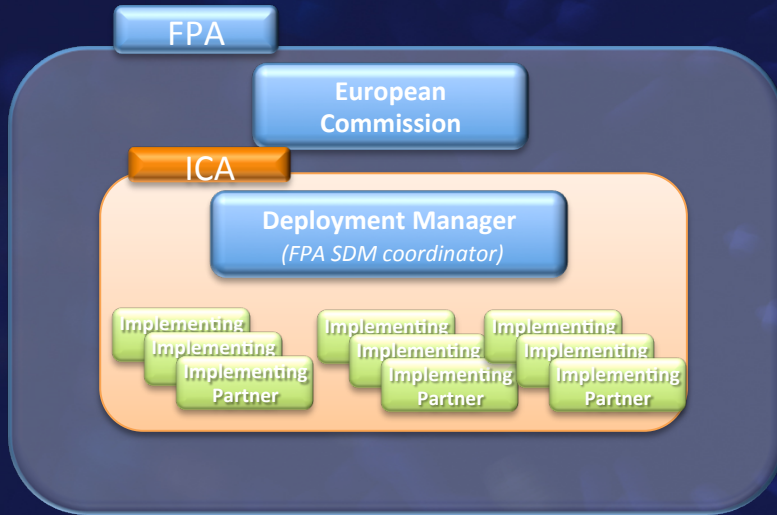 FPA
European
Commission
ICA
Deployment Manager
(FPA SDM coordinator)
Implementing
Implementing
Implementing
Partner
Implementing
Implementing
Implementing
Partner
Implementing
Implementing
Implementing
Partner